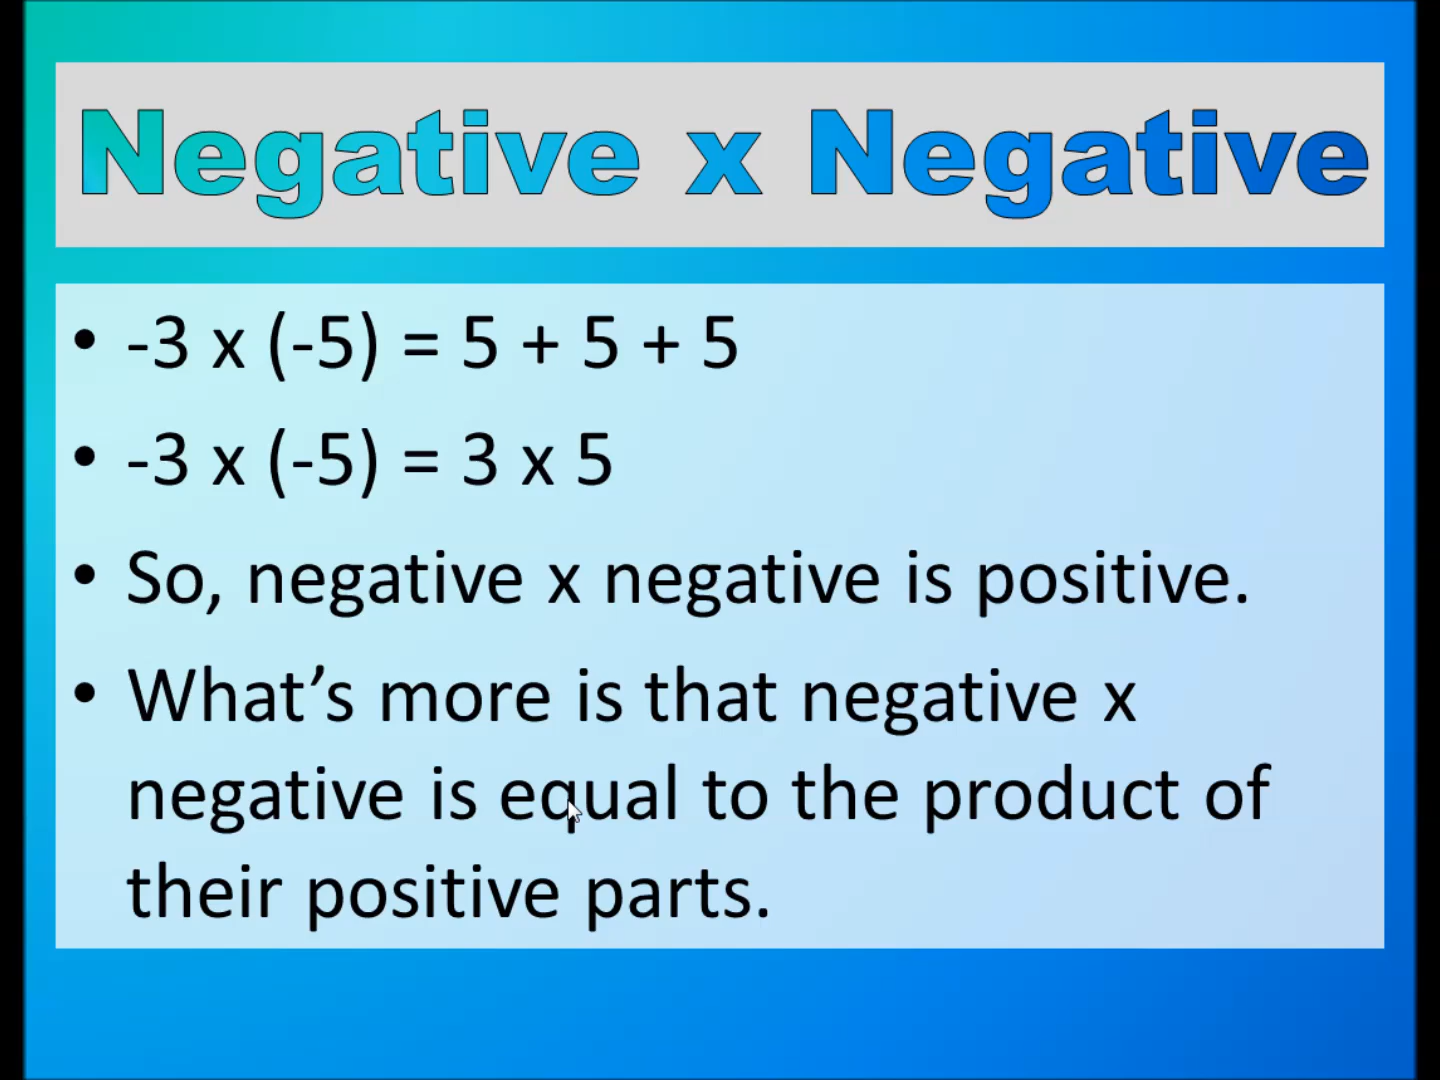 Negative x Negative
• -3 x (-5) = 5 + 5 + 5
• -3 x (-5) = 3 x 5
• So, negative x negative is positive.
• What’s more is that negative x
negative is equal to the product of
their positive parts.